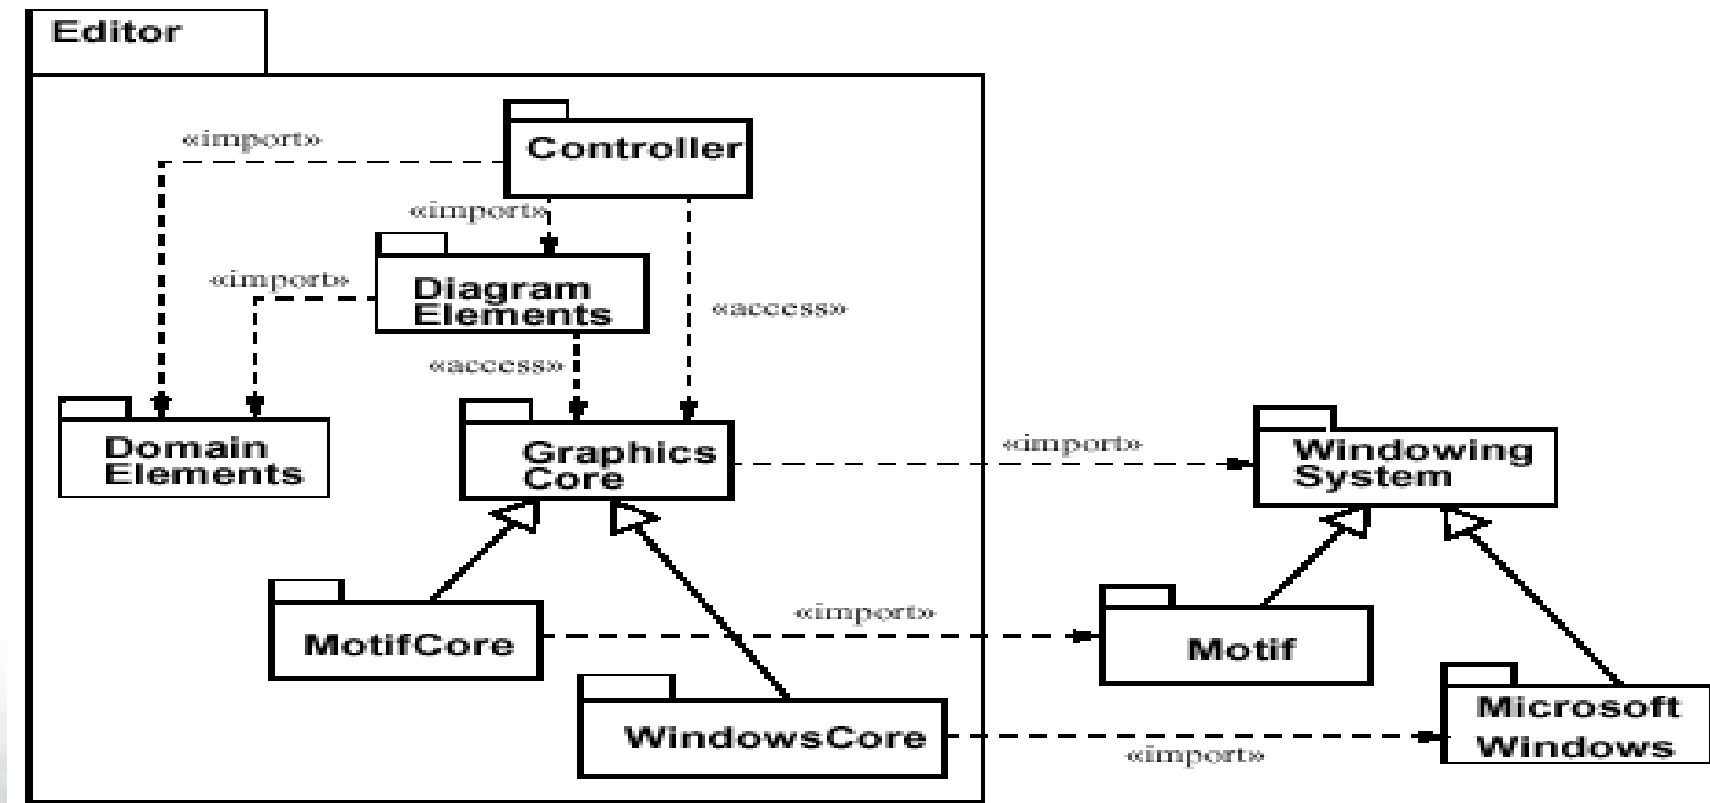 Editor
«import»
Controller
«import»
«import»
Diagram
Elements
«access»
«access»
Domain
Elements
Graphics
Core
«import»
Windowing
System
MotifCore
«import»
Motif
WindowsCore
«import»
Microsoft
Windows